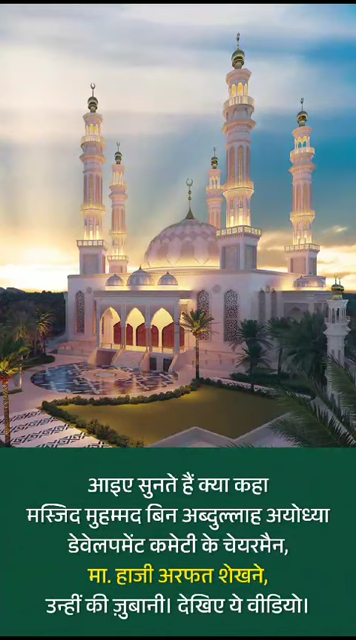 आइए सुनते हैं क्या कहा
मस्जिद मुहम्मद बिन अब्दुल्लाह अयोध्या
डेवेलपमेंट कमेटी के चेयरमैन,
मा. हाजी अरफत शेखने,
उन्हीं की ज़ुबानी। देखिए ये वीडियो।